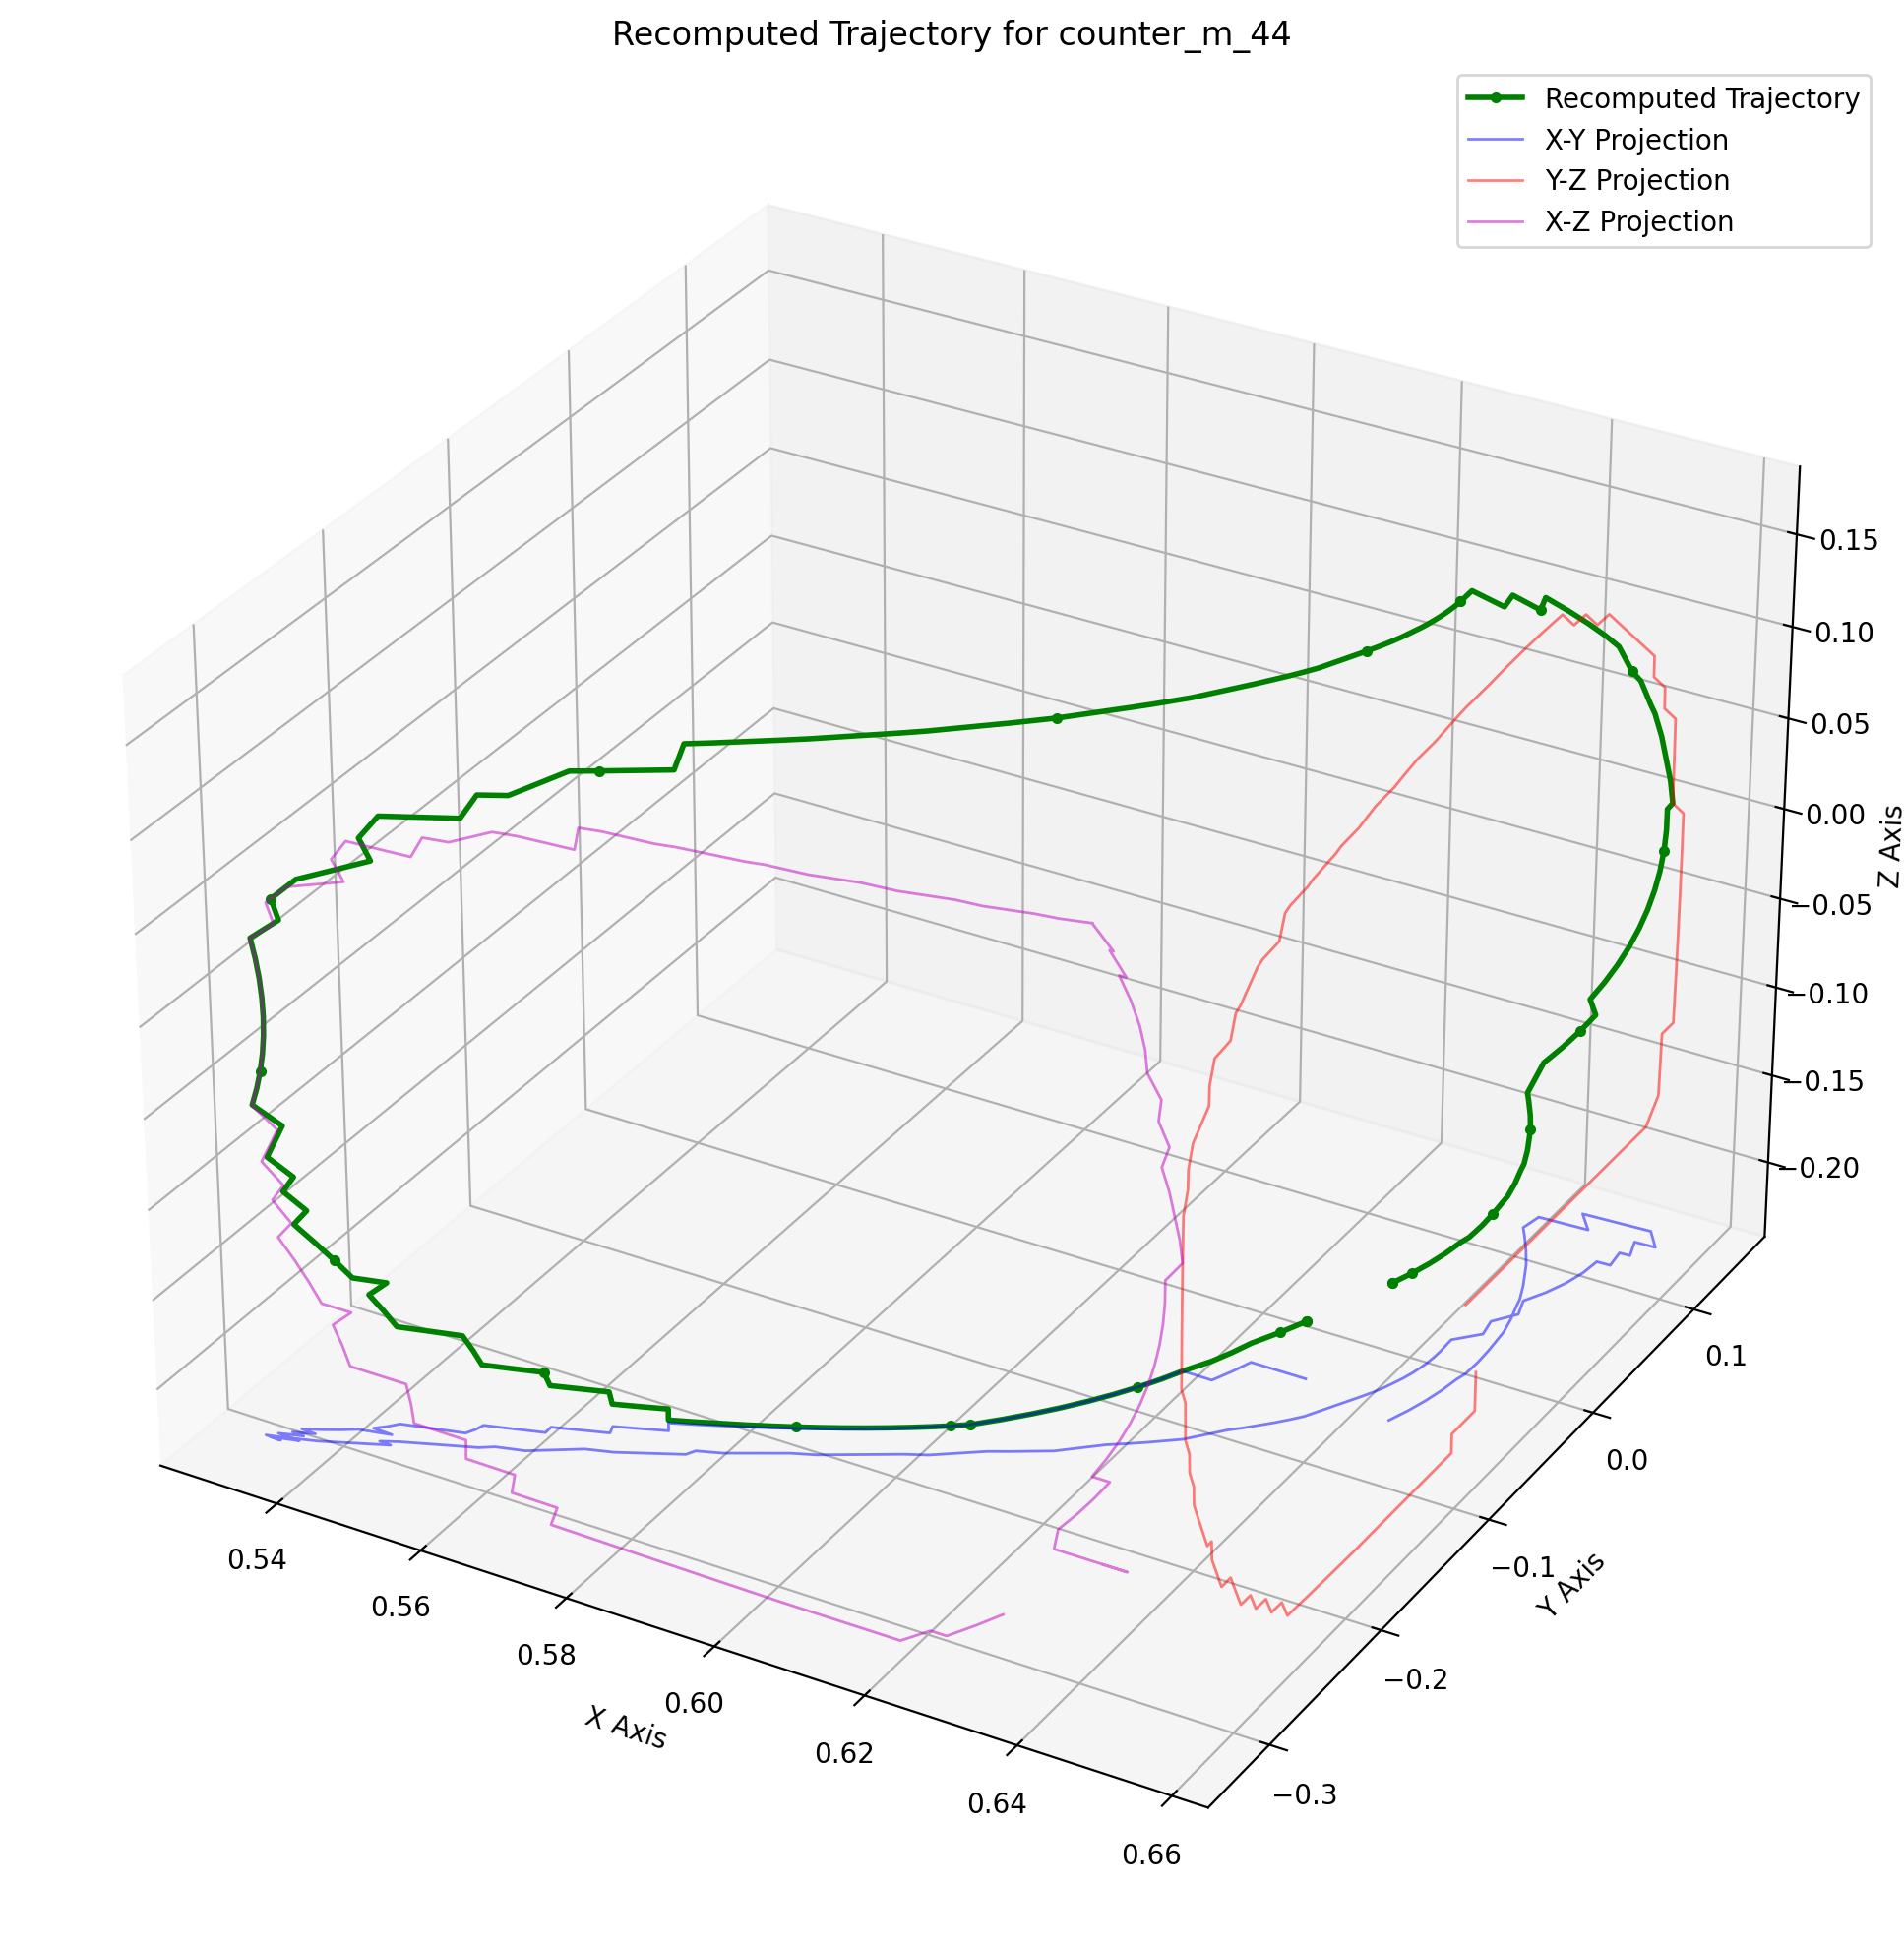 Recomputed Trajectory for counter_m_44
Recomputed Trajectory
X-Y Projection
Y-Z Projection
X-Z Projection
0.15
0.10
0.05
0.00
−0.05
−0.10
−0.15
−0.20
Z Axis
0.1
0.0
−0.1
−0.2
−0.3
Y Axis
0.54
0.56
0.58
0.60
0.62
0.64
0.66
X Axis